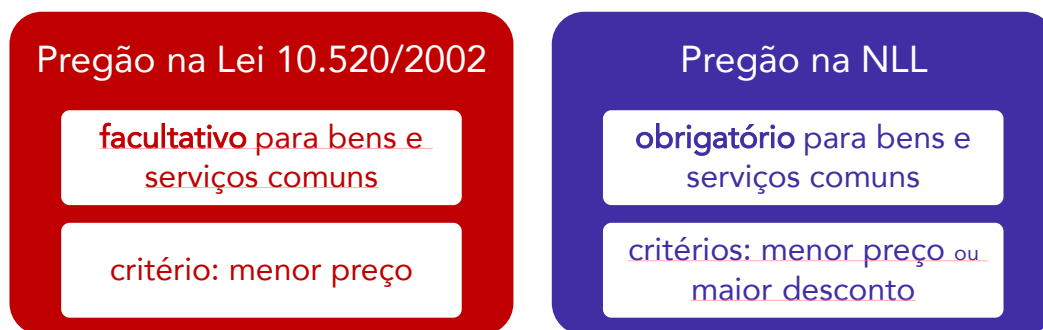 Pregão na Lei 10.520/2002
facultativo para bens e
serviços comuns
critério: menor preço
Pregão na NLL
obrigatório para bens e
serviços comuns
critérios: menor preço ou
maior desconto